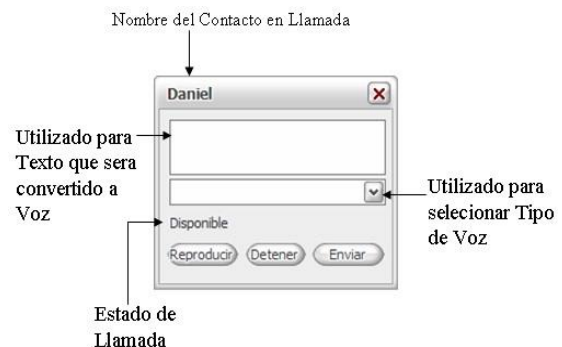 Nombre del Contacto en Llamada
Daniel
Utilizado para
Texto que sera
convertido a
Voz
Utilizado para
selecionar Tipo
de Voz
Disponible
Reproducir Detener Enviar
Estado de
Llamada